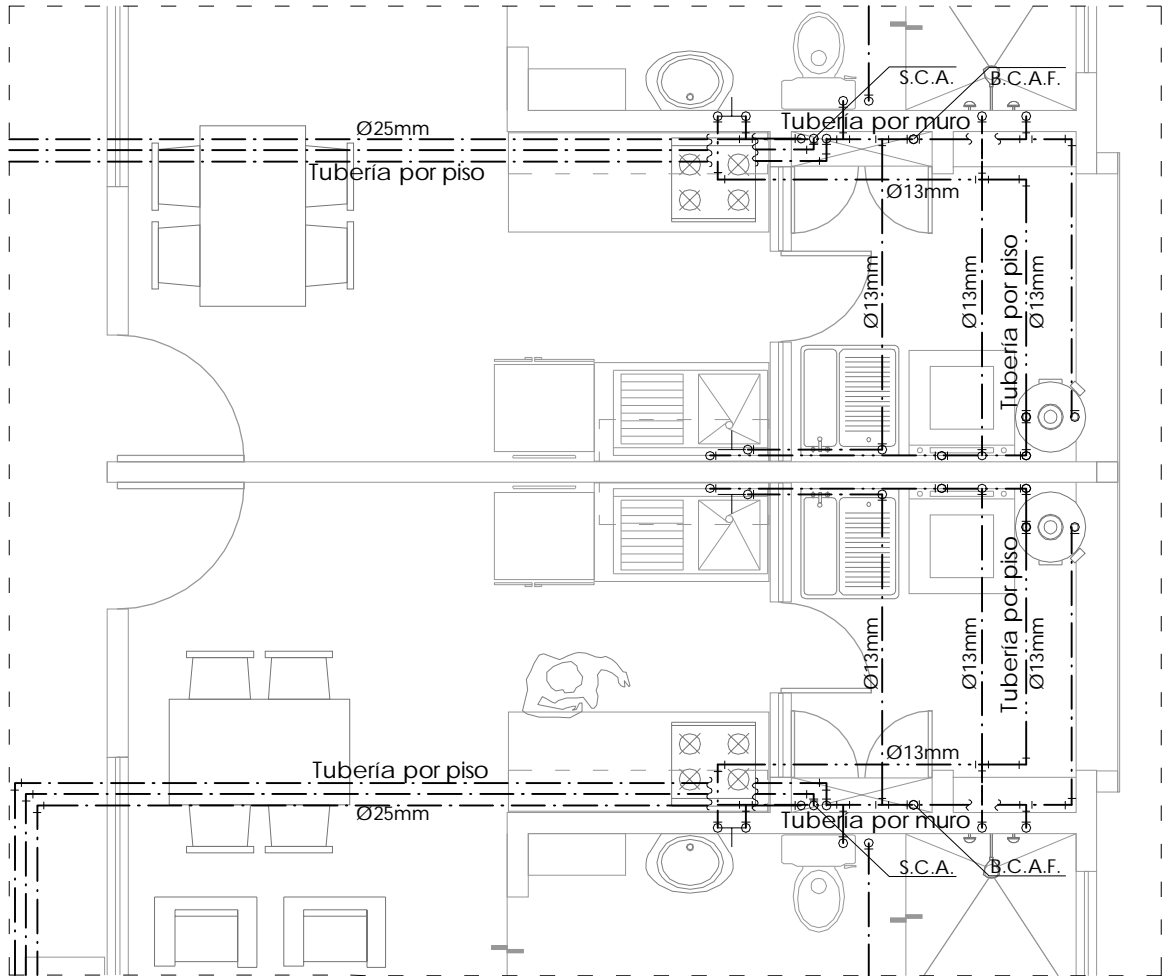 S.C.A.
B.C.A.F.
Ø25mm
Tubería por muro
Tubería por piso
Ø13mm
Ø13mm
Ø13mm
Tubería por piso
Ø13mm
Tubería por piso
Ø13mm
Ø13mm
Ø13mm
Ø13mm
Tubería por piso
Ø25mm
Tubería por muro
S.C.A.
B.C.A.F.